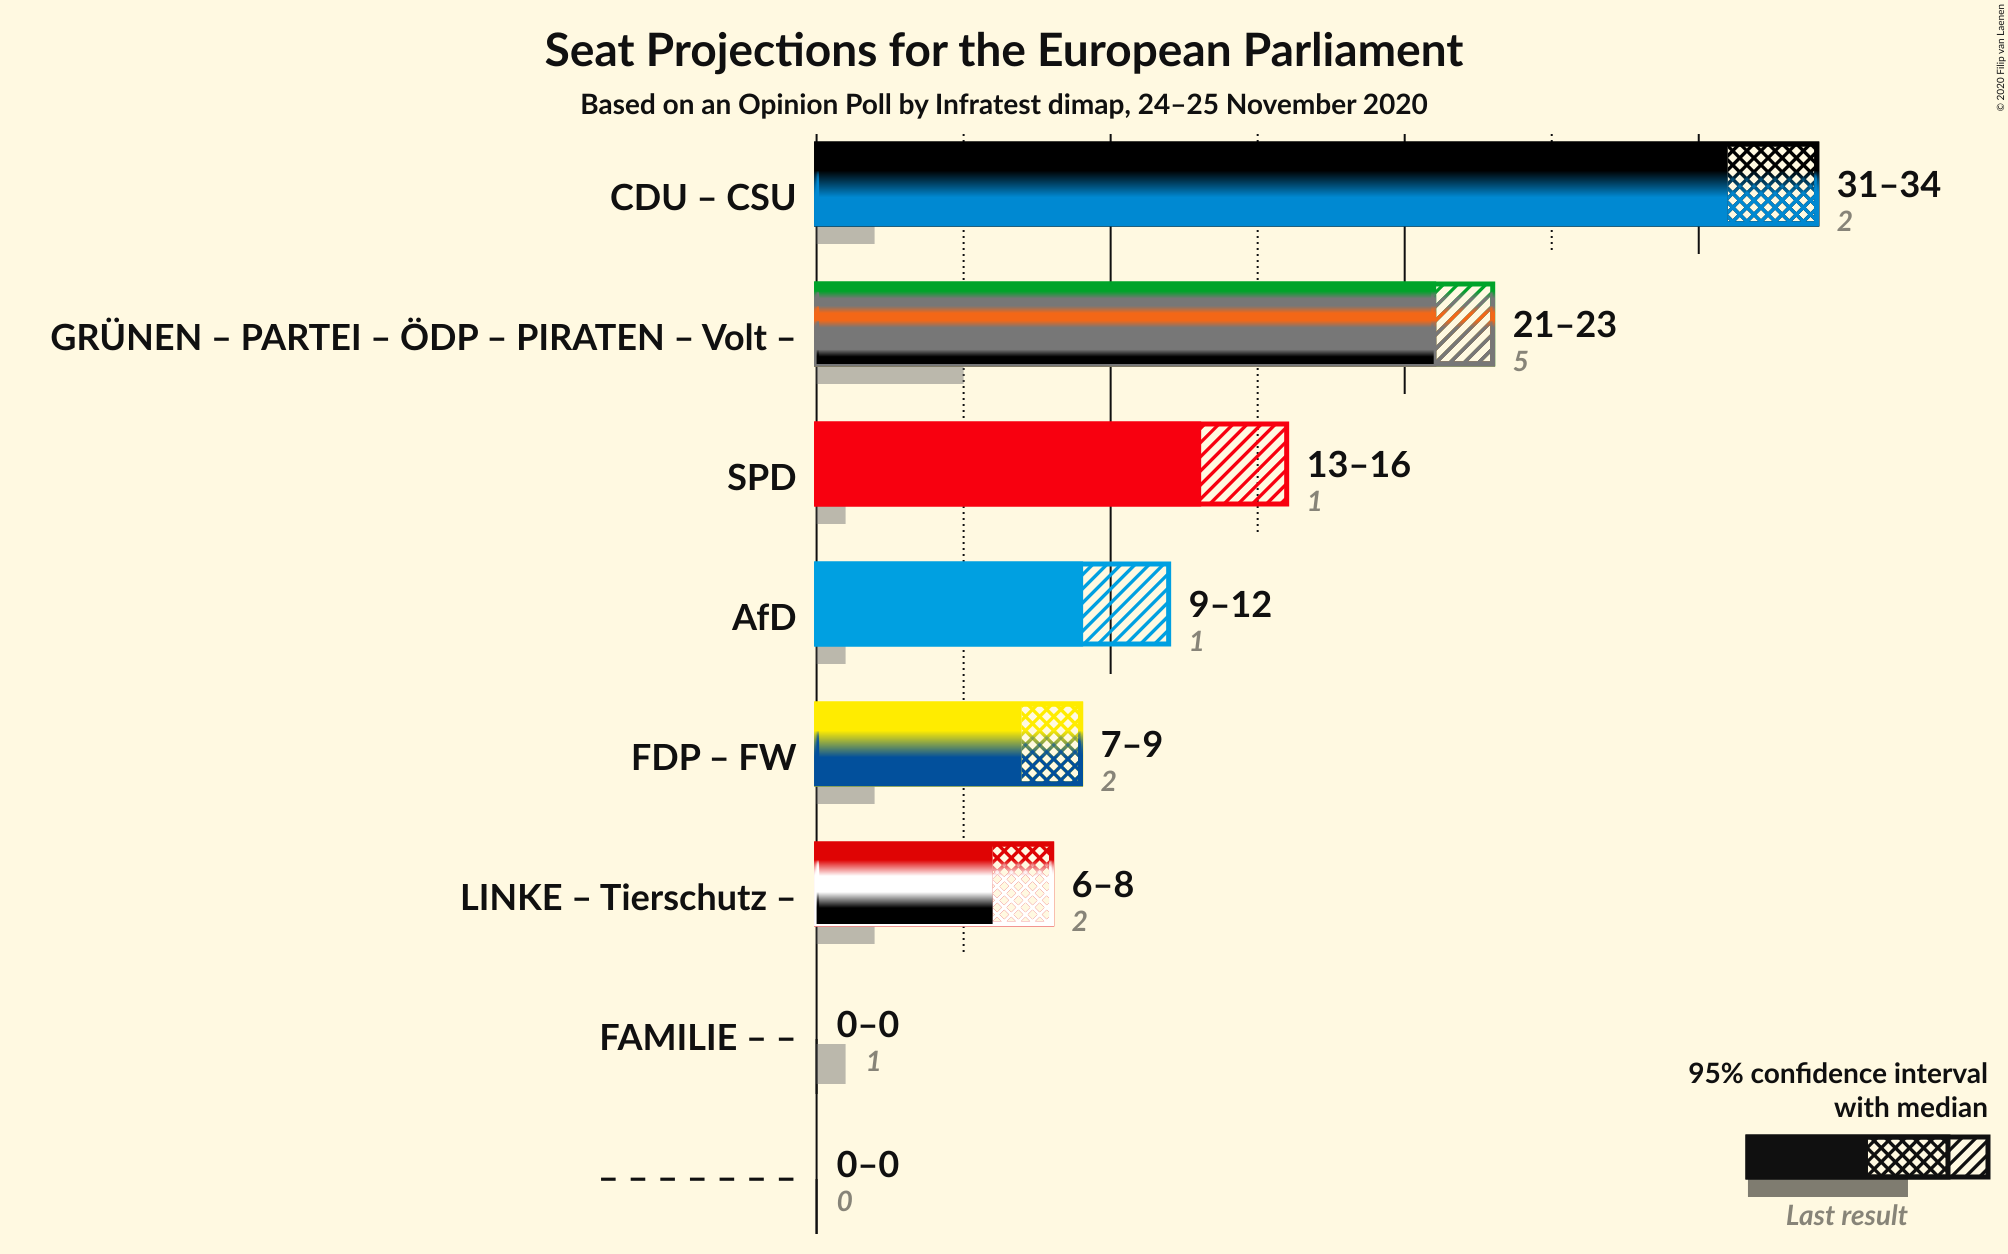 Seat Projections for the European Parliament
Based on an Opinion Poll by Infratest dimap, 24–25 November 2020
© 2020 Filip van Laenen
CDU – CSU
31–34
2
GRÜNEN – PARTEI – ÖDP – PIRATEN – Volt –
21–23
5
SPD
13–16
1
AfD
9–12
1
FDP – FW
7–9
2
LINKE – Tierschutz –
6–8
2
FAMILIE – –
0–0
1
– – – – – – –
0–0
0
95% confidence interval
with median
Last result